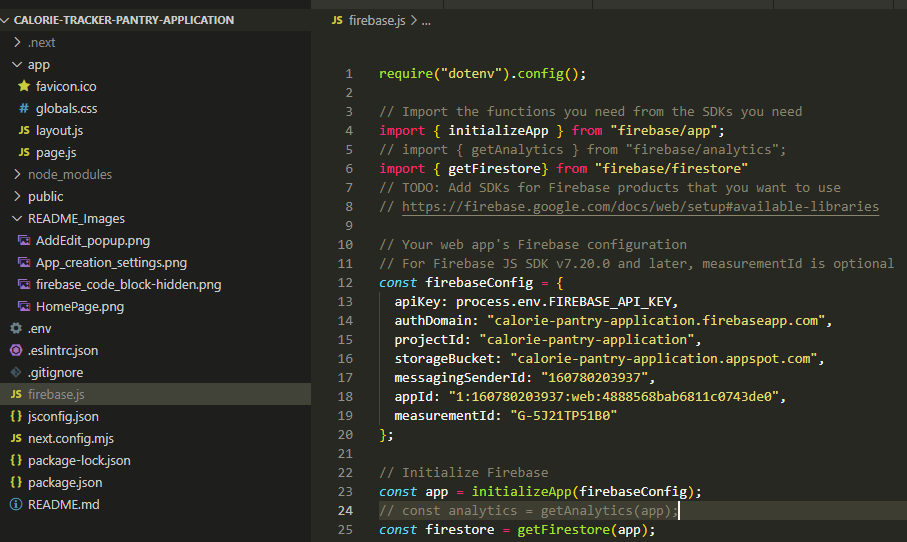 CALORIE-TRACKER-PANTRY-APPLICATION
.next
app
favicon.ico
# globals.css
JS layout.js
JS page.js
node_modules
public
README_Images
AddEdit_popup.png
App_creation_settings.png
firebase_code_block-hidden.png
HomePage.png
.env
.eslintrc.json
.gitignore
JS firebase.js
{} jsconfig.json
JS next.config.mjs
{} package-lock.json
{} package.json
README.md
JS firebase.js > ...
1 require("dotenv").config();
2
3 // Import the functions you need from the SDKs you need
4 import { initializeApp } from "firebase/app";
5 // import { getAnalytics } from "firebase/analytics";
6 import { getFirestore} from "firebase/firestore"
7 // TODO: Add SDKs for Firebase products that you want to use
8 // https://firebase.google.com/docs/web/setup#available-libraries
9
10 // Your web app's Firebase configuration
11 // For Firebase JS SDK v7.20.0 and later, measurementId is optional
12 const firebaseConfig = {
13 apiKey: process.env.FIREBASE_API_KEY,
14 authDomain: "calorie-pantry-application.firebaseapp.com",
15 projectId: "calorie-pantry-application",
16 storageBucket: "calorie-pantry-application.appspot.com",
17 messagingSenderId: "160780203937",
18 appId: "1:160780203937:web:4888568bab6811c0743de0",
19 measurementId: "G-5J21TP51B0"
20 };
21
22 // Initialize Firebase
23 const app = initializeApp(firebaseConfig);
24 // const analytics = getAnalytics(app);
25 const firestore = getFirestore(app);